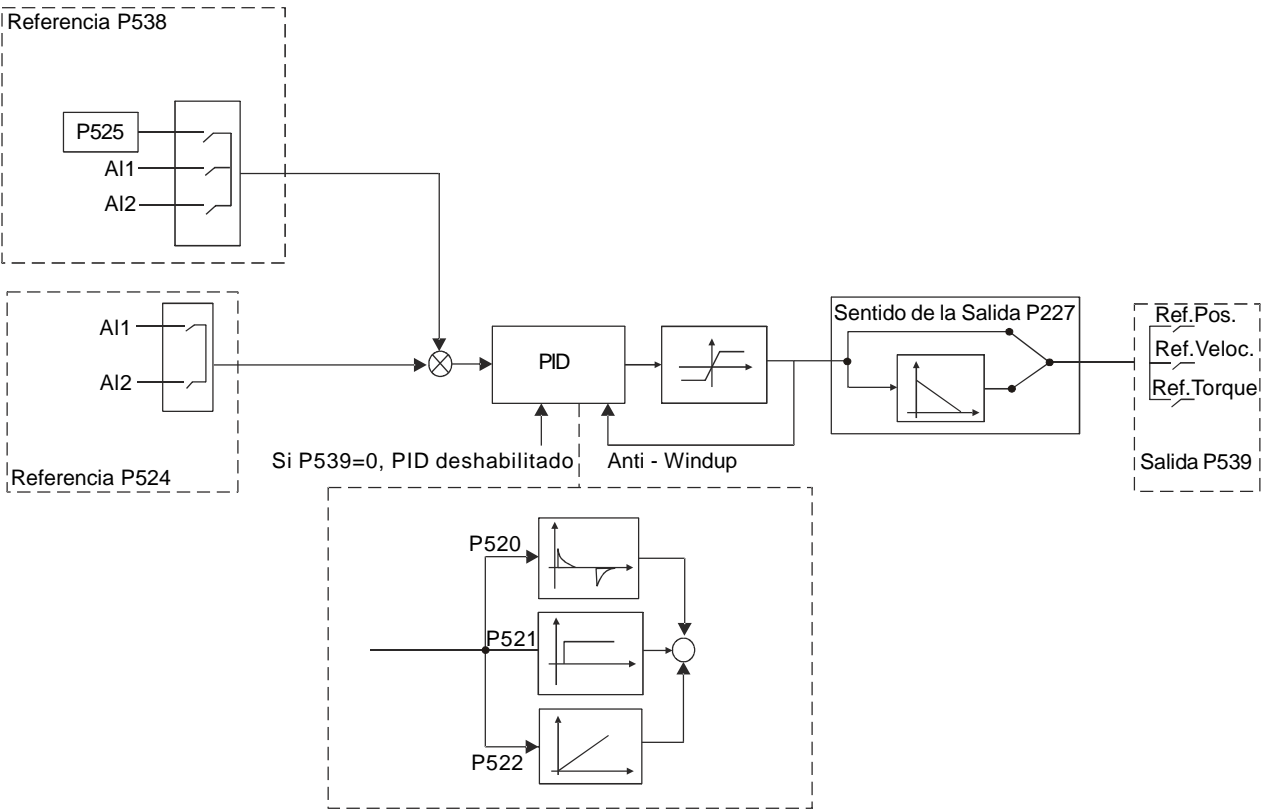 Referencia P538
P525
AI1
AI2
AI1
AI2
Referencia P524
PID
Si P539=0, PID deshabilitado
Anti - Windup
Sentido de la Salida P227
Ref.Pos.
Ref.Veloc.
Ref.Torque
Salida P539
P520
P521
P522